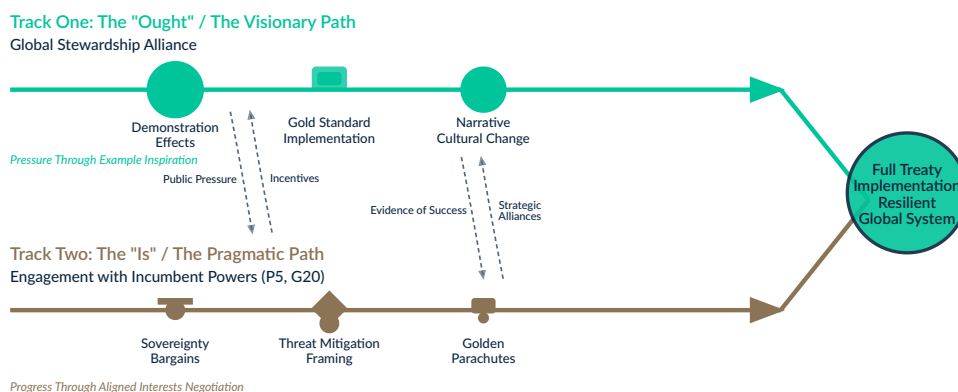 Track One: The "Ought" / The Visionary Path
Global Stewardship Alliance
Demonstration
Effects
Gold Standard
Implementation
Narrative
Cultural Change
Pressure Through Example Inspiration
Public Pressure
Incentives
Evidence of Success
Strategic
Alliances
Full Treaty
Implementation
Resilient
Global System
Track Two: The "Is" / The Pragmatic Path
Engagement with Incumbent Powers (P5, G20)
Sovereignty
Bargains
Threat Mitigation
Framing
Golden
Parachutes
Progress Through Aligned Interests Negotiation